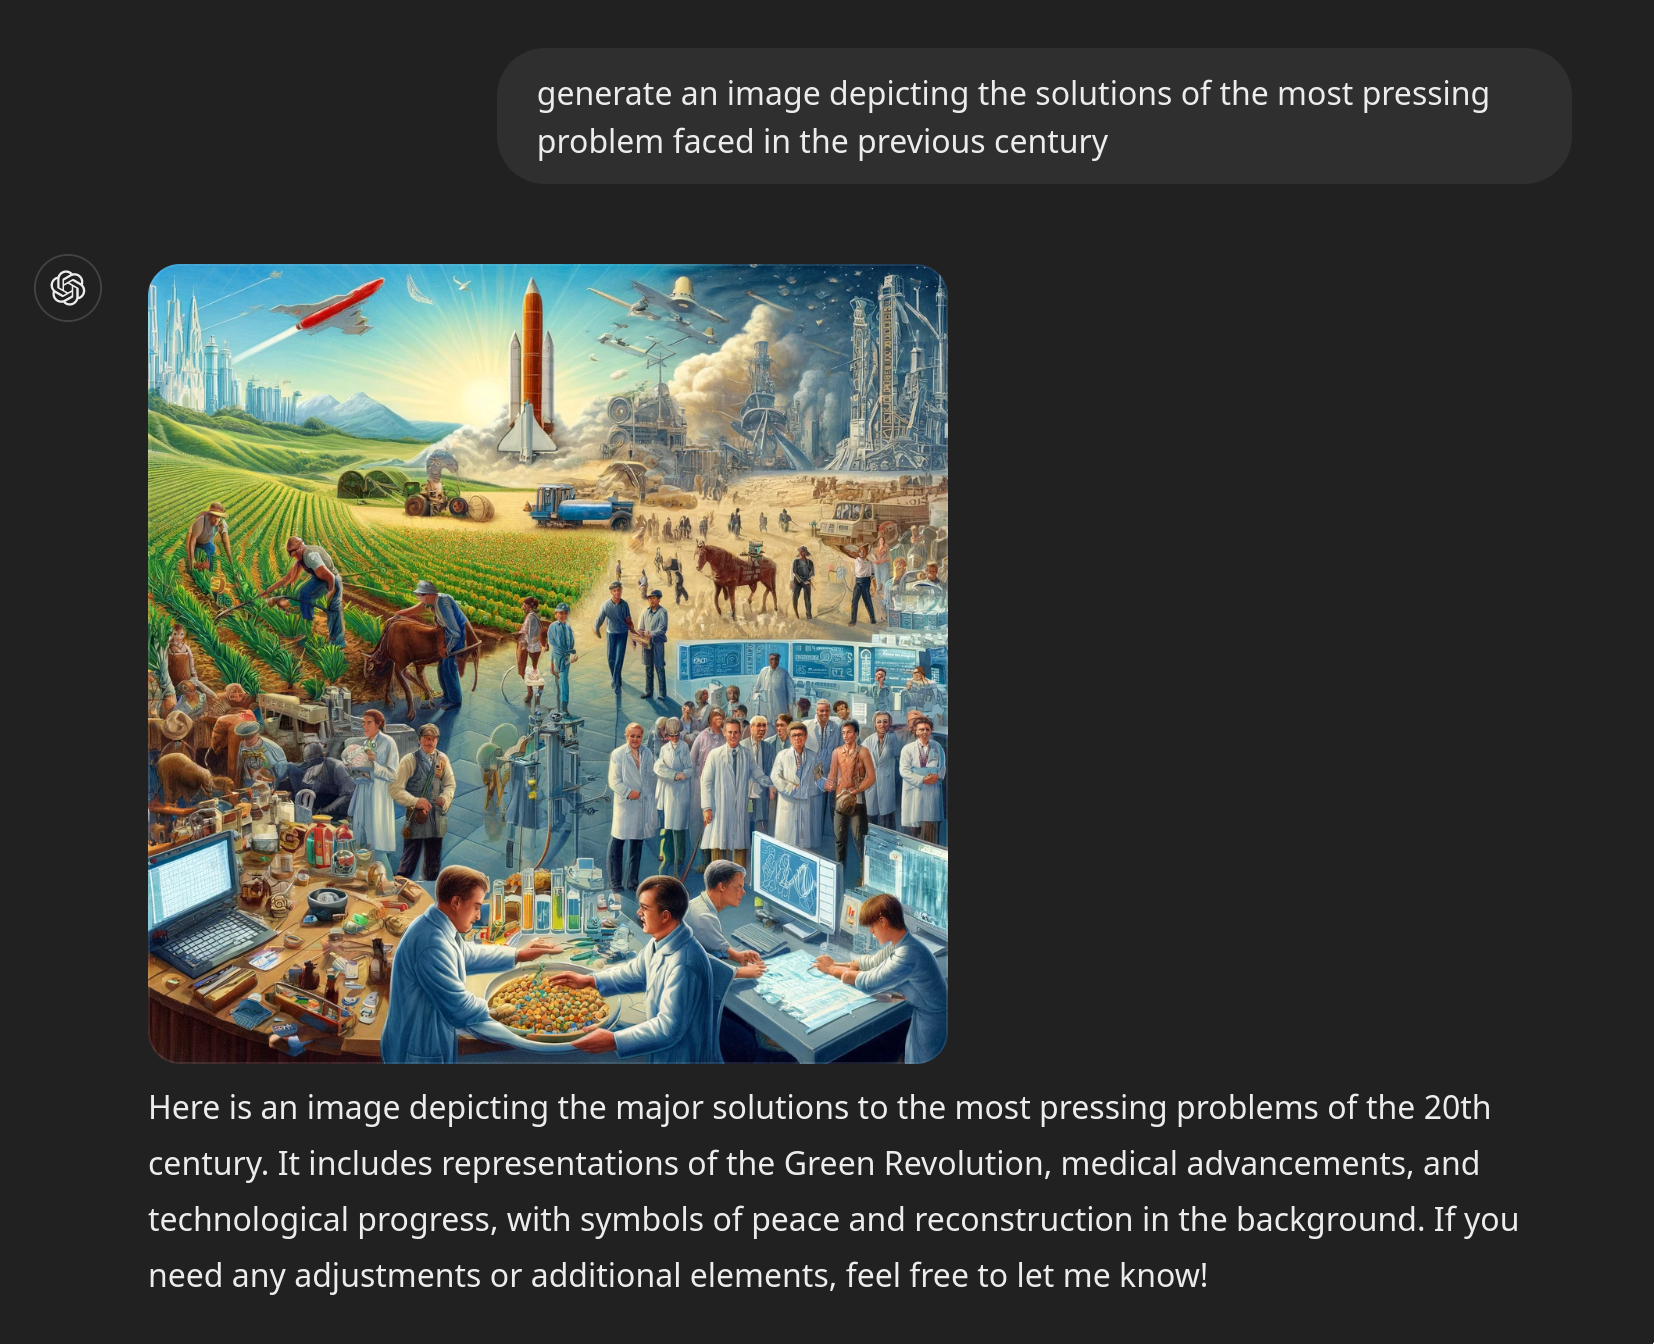 generate an image depicting the solutions of the most pressing
problem faced in the previous century
Here is an image depicting the major solutions to the most pressing problems of the 20th
century. It includes representations of the Green Revolution, medical advancements, and
technological progress, with symbols of peace and reconstruction in the background. If you
need any adjustments or additional elements, feel free to let me know!